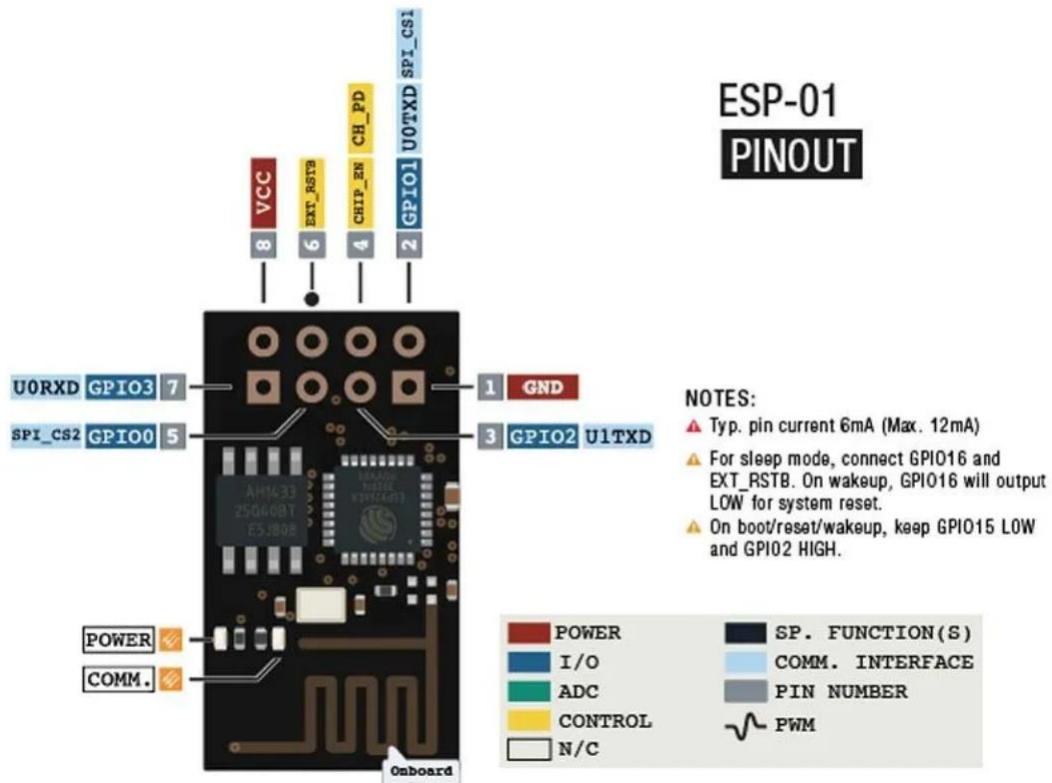 ESP-01
PINOUT
VCC
8
EXT_RSTB
6
CHIP_EN CH_PD
4
GPIO1 U0TXD SPI_CS1
2
U0RXD GPIO3 7
SPI_CS2 GPIO0 5
1 GND
3 GPIO2 U1TXD
AH1433
25Q40BT
E5J808
POWER
COMM.
Onboard
NOTES:
Typ. pin current 6mA (Max. 12mA)
For sleep mode, connect GPIO16 and
EXT_RSTB. On wakeup, GPIO16 will output
LOW for system reset.
On boot/reset/wakeup, keep GPIO15 LOW
and GPIO2 HIGH.
POWER
I/O
ADC
CONTROL
N/C
SP. FUNCTION(S)
COMM. INTERFACE
PIN NUMBER
PWM